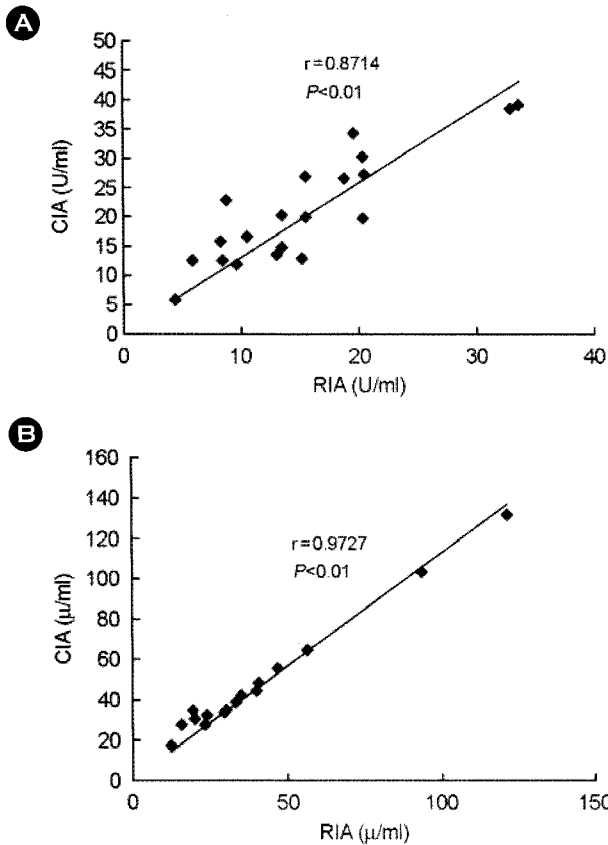 A
50
45
40
35
30
25
20
15
10
5
0
CIA (U/ml)
r=0.8714
P<0.01
0 10 20 30 40
RIA (U/ml)
B
160
140
120
100
80
60
40
20
0
CIA (μ/ml)
r=0.9727
P<0.01
0 50 100 150
RIA (μ/ml)